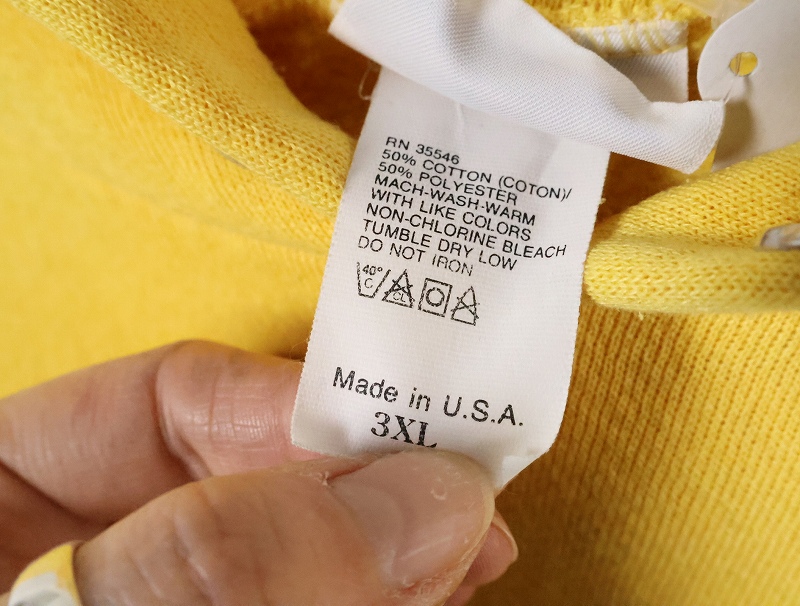 RN 35546
50% COTTON (COTON)/
50% POLYESTER
MACH-WASH-WARM
WITH LIKE COLORS
NON-CHLORINE BLEACH
TUMBLE DRY LOW
DO NOT IRON
40° C CL
Made in U.S.A.
3XL